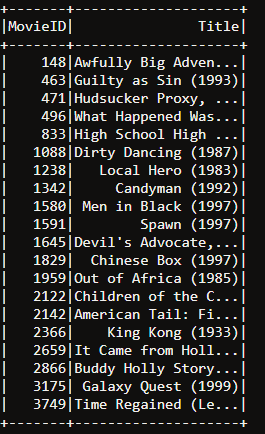 +-------+--------------------+
|MovieID|               Title|
+-------+--------------------+
|    148|Awfully Big Adven...|
|    463|Guilty as Sin (1993)|
|    471|Hudsucker Proxy, ...|
|    496|What Happened Was...|
|    833|High School High ...|
|   1088|Dirty Dancing (1987)|
|   1238|   Local Hero (1983)|
|   1342|     Candyman (1992)|
|   1580| Men in Black (1997)|
|   1591|        Spawn (1997)|
|   1645|Devil's Advocate,...|
|   1829|  Chinese Box (1997)|
|   1959|Out of Africa (1985)|
|   2122|Children of the C...|
|   2142|American Tail: Fi...|
|   2366|    King Kong (1933)|
|   2659|It Came from Holl...|
|   2866|Buddy Holly Story...|
|   3175| Galaxy Quest (1999)|
|   3749|Time Regained (Le...|
+-------+--------------------+